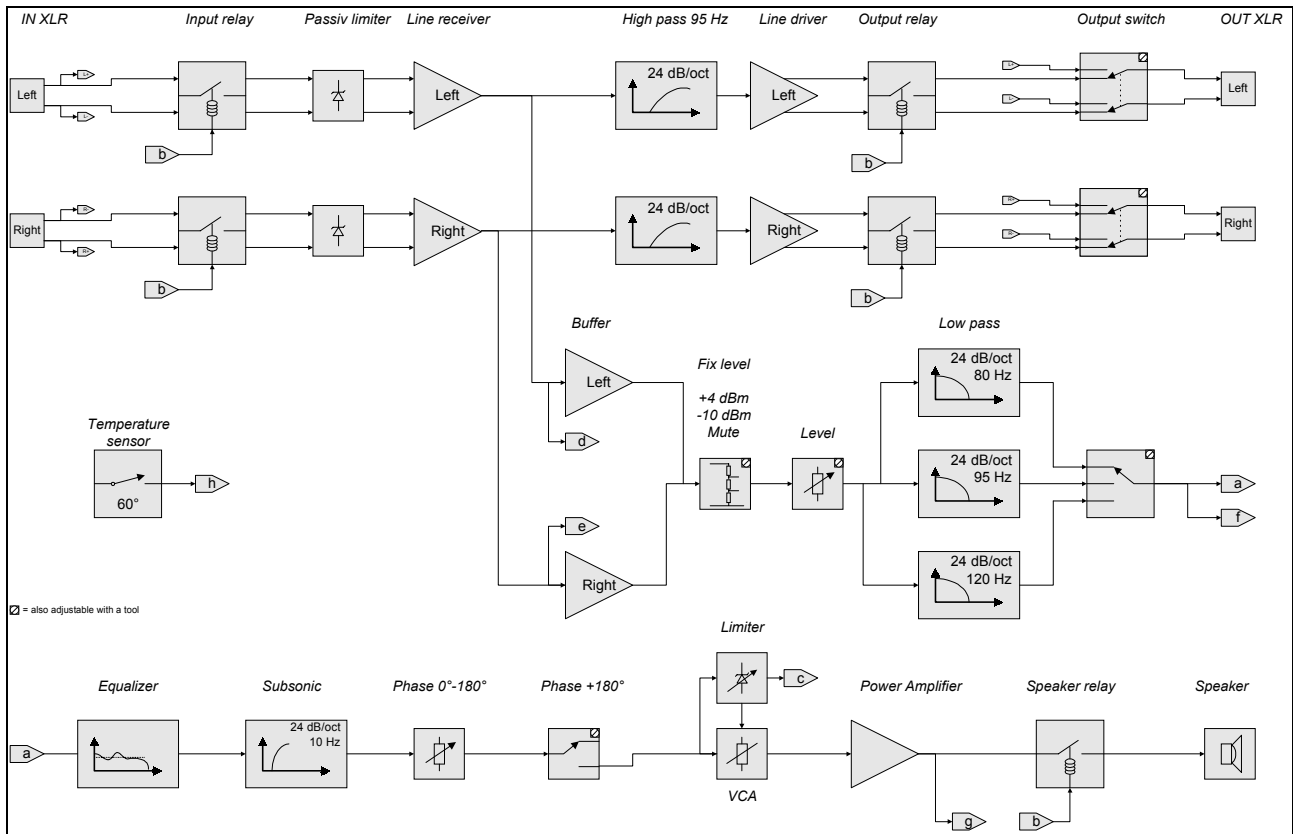 IN XLR Input relay Passiv limiter Line receiver High pass 95 Hz Line driver Output relay Output switch OUT XLR
L+ L+
24 dB/oct
Left Left Left Left
L- L-
b b
R+
24 dB/oct
Right Right Right Right
R-
b b
Buffer Low pass
Fix level
24 dB/oct
80 Hz
Left
+4 dBm
-10 dBm
Mute
Temperature
sensor
d Level
24 dB/oct
95 Hz
h a
60°
e f
24 dB/oct
120 Hz
Right
= also adjustable with a tool
Limiter
Equalizer Subsonic Phase 0°-180° Phase +180° c Power Amplifier Speaker relay Speaker
24 dB/oct
10 Hz
a
VCA
g b